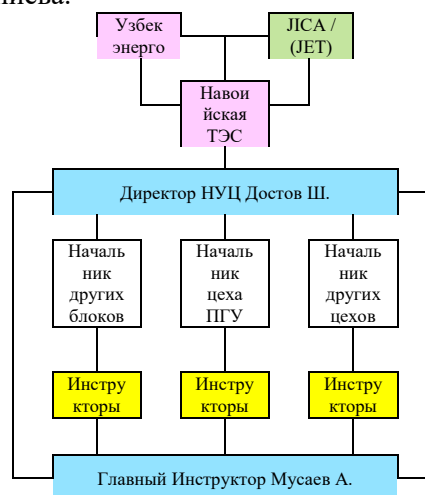 Узбек
энерго
JICA /
(JET)
Навои
йская
ТЭС
Директор НУЦ Достов Ш.
Началь
ник
других
блоков
Началь
ник
цеха
ПГУ
Началь
ник
других
цехов
Инстру
кторы
Инстру
кторы
Инстру
кторы
Главный Инструктор Мусаев А.